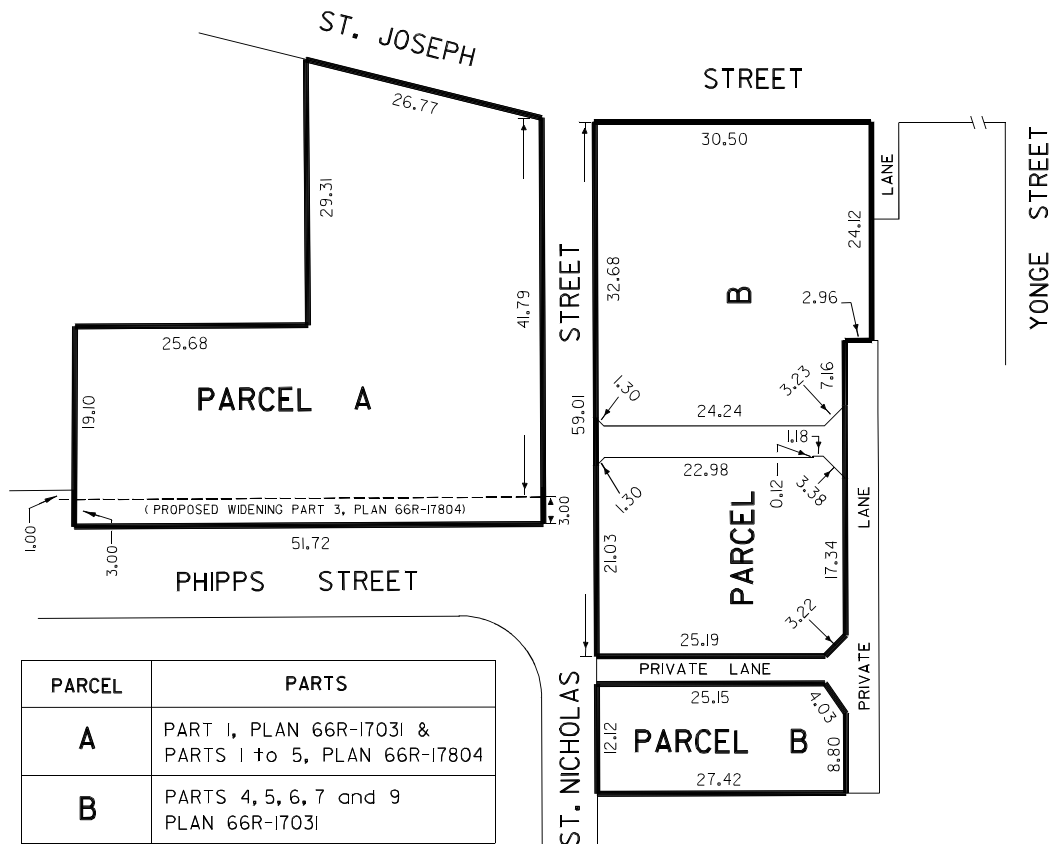 ST. JOSEPH
STREET
26.77
30.50
YONGE STREET
LANE
29.31
24.12
STREET
32.68
41.79
B
2.96
25.68
7.16
PARCEL A
1.30
3.23
24.24
19.10
59.01
1.18
22.98
0.12
3.38
1.30
(PROPOSED WIDENING PART 3, PLAN 66R-17804)
3.00
1.00
3.00
51.72
PARCEL
LANE
21.03
17.34
PHIPPS STREET
3.22
25.19
PRIVATE LANE
PRIVATE
25.15
4.03
12.12
PARCEL B
8.80
27.42
ST. NICHOLAS
PARCEL PARTS
A
PART 1, PLAN 66R-17031 &
PARTS 1 to 5, PLAN 66R-17804
B
PARTS 4, 5, 6, 7 and 9
PLAN 66R-17031